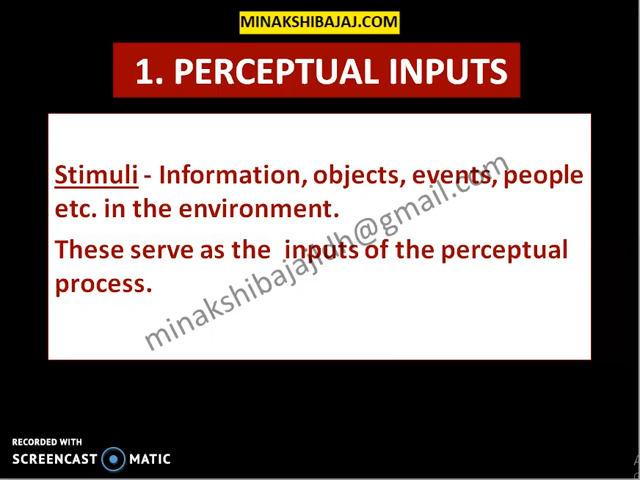 MINAKSHIBAJAJ.COM
1. PERCEPTUAL INPUTS
Stimuli - Information, objects, events, people
etc. in the environment.
These serve as the inputs of the perceptual
process.
minakshibajajjdh@gmail.com
RECORDED WITH
SCREENCAST MATIC